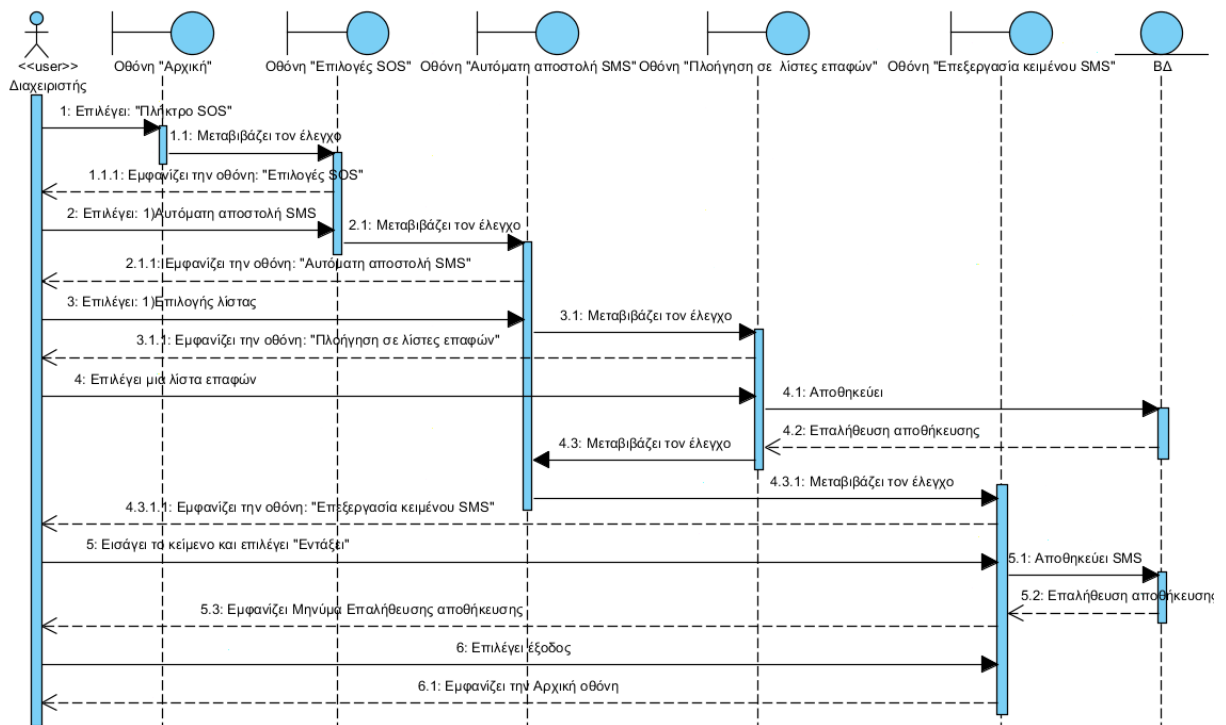 <<user>>
Διαχειριστής
Οθόνη "Αρχική"
Οθόνη "Επιλογές SOS"
Οθόνη "Αυτόματη αποστολή SMS"
Οθόνη "Πλοήγηση σε λίστες επαφών"
Οθόνη "Επεξεργασία κειμένου SMS"
ΒΔ
1: Επιλέγει: "Πλήκτρο SOS"
1.1: Μεταβιβάζει τον έλεγχο
1.1.1: Εμφανίζει την οθόνη: "Επιλογές SOS"
2: Επιλέγει: 1)Αυτόματη αποστολή SMS
2.1: Μεταβιβάζει τον έλεγχο
2.1.1: Εμφανίζει την οθόνη: "Αυτόματη αποστολή SMS"
3: Επιλέγει: 1)Επιλογής λίστας
3.1: Μεταβιβάζει τον έλεγχο
3.1.1: Εμφανίζει την οθόνη: "Πλοήγηση σε λίστες επαφών"
4: Επιλέγει μια λίστα επαφών
4.1: Αποθηκεύει
4.2: Επαλήθευση αποθήκευσης
4.3: Μεταβιβάζει τον έλεγχο
4.3.1: Μεταβιβάζει τον έλεγχο
4.3.1.1: Εμφανίζει την οθόνη: "Επεξεργασία κειμένου SMS"
5: Εισάγει το κείμενο και επιλέγει "Εντάξει"
5.1: Αποθηκεύει SMS
5.2: Επαλήθευση αποθήκευσης
5.3: Εμφανίζει Μηνύμα Επαλήθευσης αποθήκευσης
6: Επιλέγει έξοδος
6.1: Εμφανίζει την Αρχική οθόνη